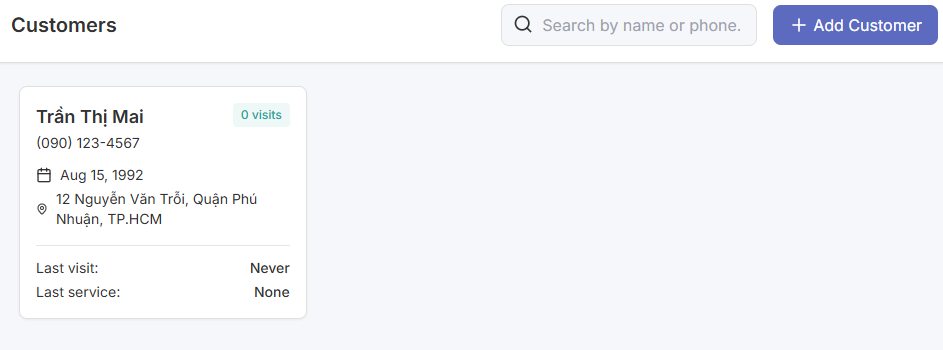 Customers
Search by name or phone.
Add Customer
Trần Thị Mai
0 visits
(090) 123-4567
Aug 15, 1992
12 Nguyễn Văn Trỗi, Quận Phú
Nhuận, TP.HCM
Last visit: Never
Last service: None